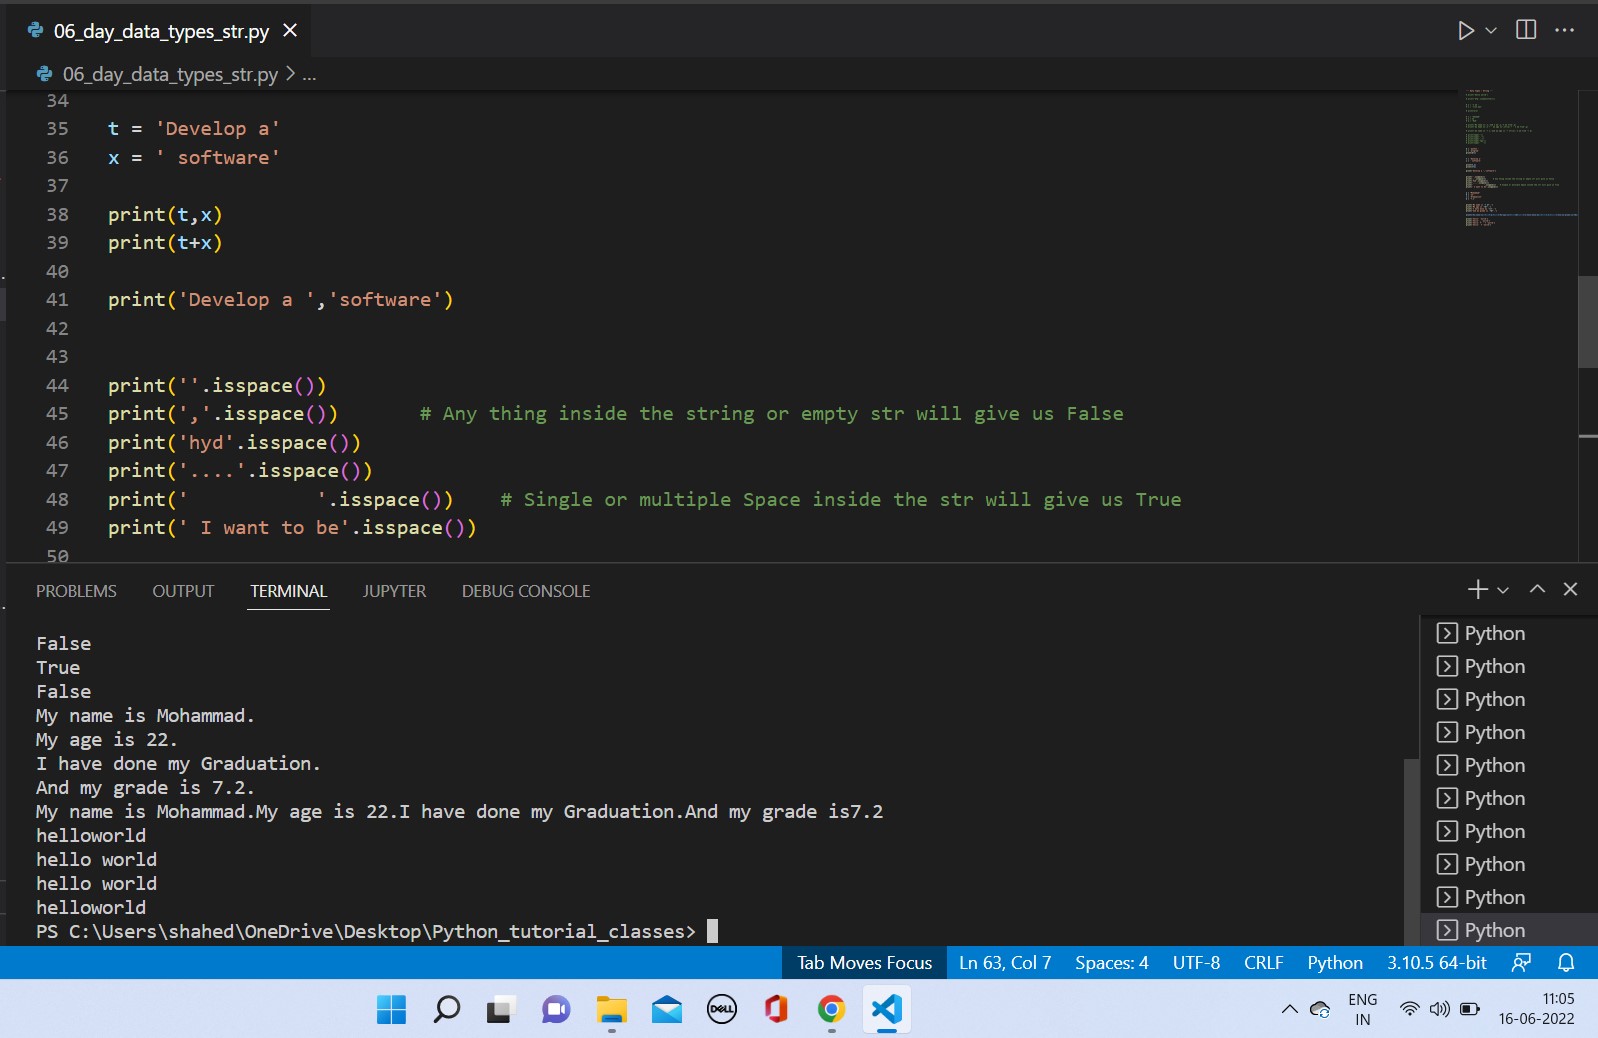 06_day_data_types_str.py
06_day_data_types_str.py > ...
34
35 t = 'Develop a'
36 x = ' software'
37
38 print(t,x)
39 print(t+x)
40
41 print('Develop a ','software')
42
43
44 print(''.isspace())
45 print(','.isspace())       # Any thing inside the string or empty str will give us False
46 print('hyd'.isspace())
47 print('....'.isspace())
48 print('           '.isspace())    # Single or multiple Space inside the str will give us True
49 print(' I want to be'.isspace())
50
PROBLEMS OUTPUT TERMINAL JUPYTER DEBUG CONSOLE
False
True
False
My name is Mohammad.
My age is 22.
I have done my Graduation.
And my grade is 7.2.
My name is Mohammad.My age is 22.I have done my Graduation.And my grade is7.2
helloworld
hello world
hello world
helloworld
PS C:\Users\shahed\OneDrive\Desktop\Python_tutorial_classes>
Python
Python
Python
Python
Python
Python
Python
Python
Python
Python
Tab Moves Focus Ln 63, Col 7 Spaces: 4 UTF-8 CRLF Python 3.10.5 64-bit
DELL
ENG
IN
11:05
16-06-2022